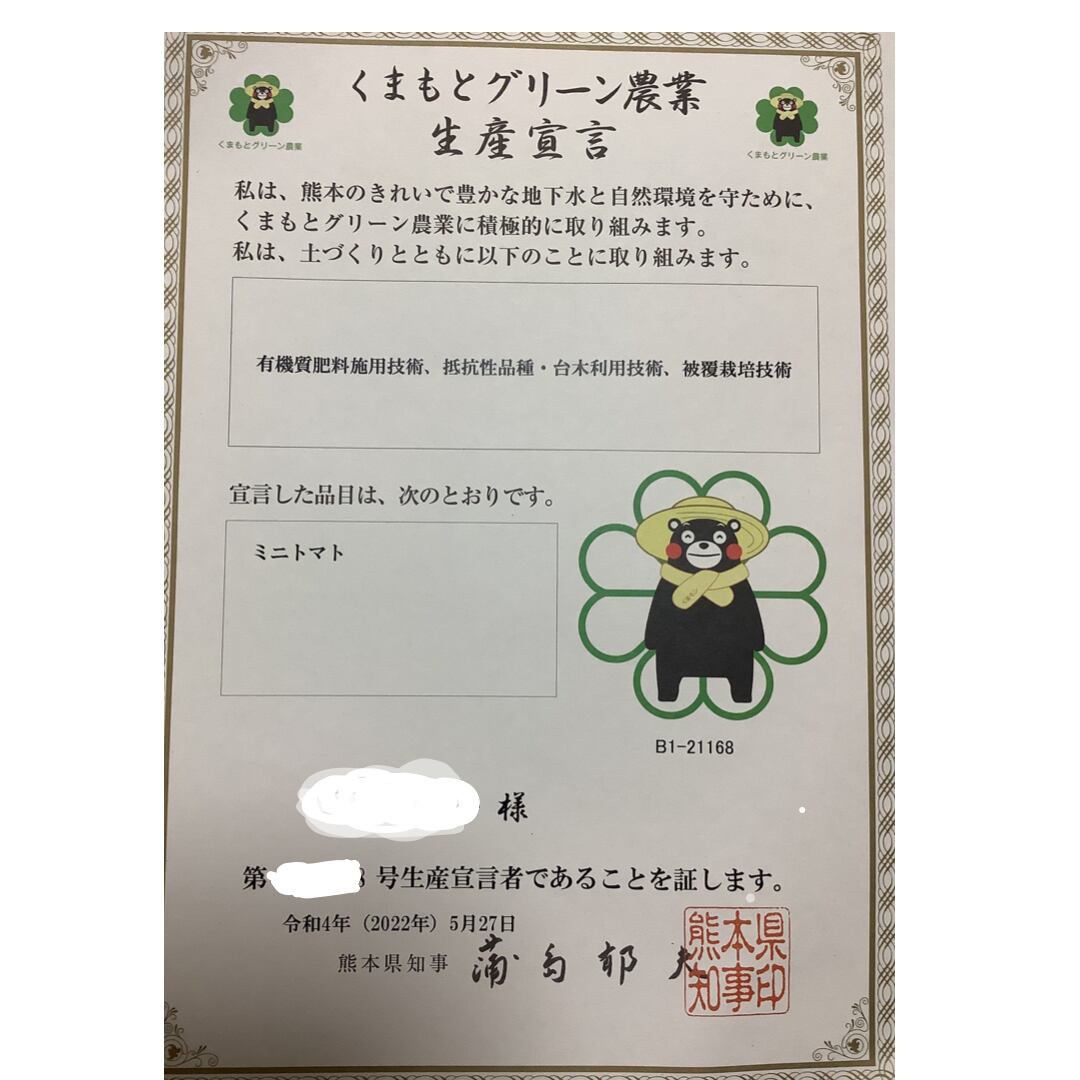 くまもとグリーン農業
生産宣言
くまもとグリーン農業
くまもとグリーン農業
私は、熊本のきれいで豊かな地下水と自然環境を守ために、
くまもとグリーン農業に積極的に取り組みます。
私は、土づくりとともに以下のことに取り組みます。
有機質肥料施用技術、抵抗性品種・台木利用技術、被覆栽培技術
宣言した品目は、次のとおりです。
ミニトマト
B1-21168
様
第 8 号生産宣言者であることを証します。
令和4年（2022年）5月27日
熊本県知事 蒲島郁夫
熊本県
知事印